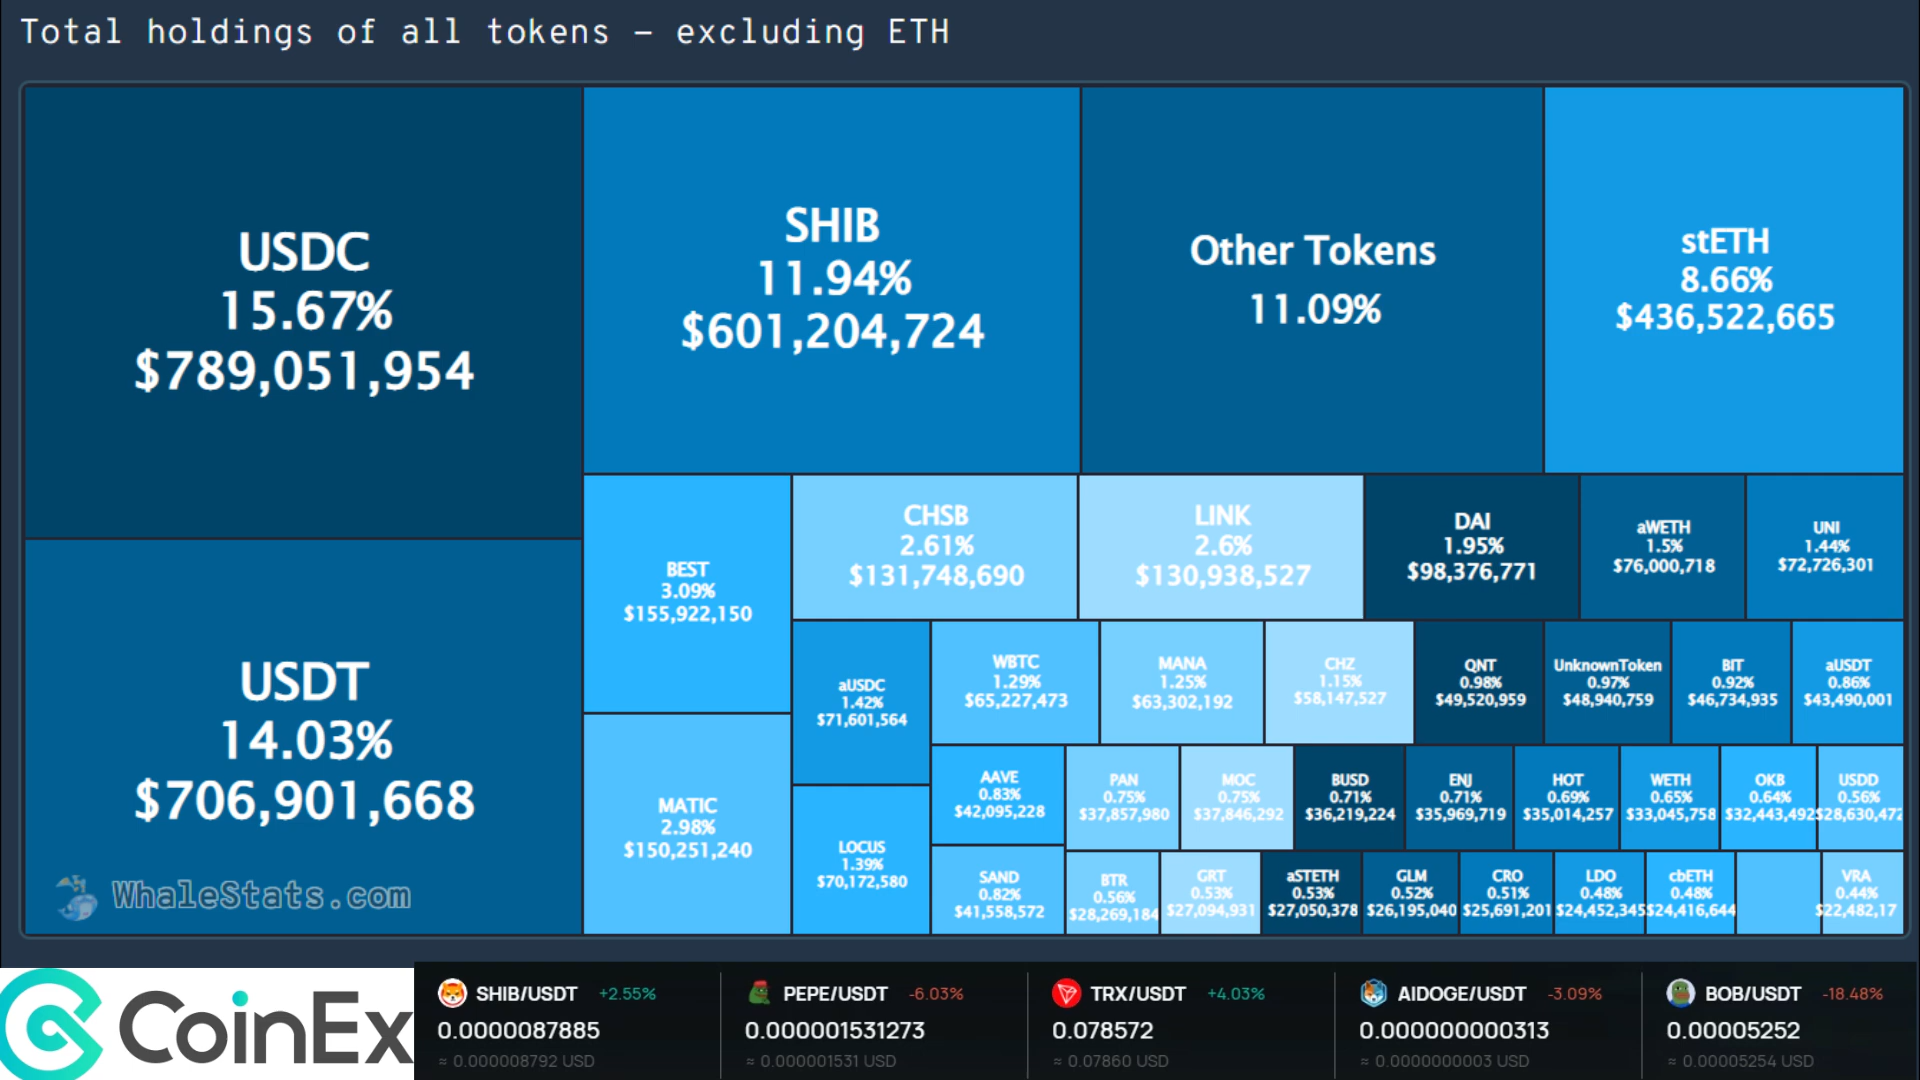 Total holdings of all tokens – excluding ETH
USDC
15.67%
$789,051,954
SHIB
11.94%
$601,204,724
Other Tokens
11.09%
stETH
8.66%
$436,522,665
USDT
14.03%
$706,901,668
BEST
3.09%
$155,922,150
MATIC
2.98%
$150,251,240
CHSB
2.61%
$131,748,690
LINK
2.6%
$130,938,527
DAI
1.95%
$98,376,771
aWETH
1.5%
$76,000,718
UNI
1.44%
$72,726,301
aUSDC
1.42%
$71,601,564
LOCUS
1.39%
$70,172,580
WBTC
1.29%
$65,227,473
MANA
1.25%
$63,302,192
CHZ
1.15%
$58,147,527
QNT
0.98%
$49,520,959
UnknownToken
0.97%
$48,940,759
BIT
0.92%
$46,734,935
aUSDT
0.86%
$43,490,001
AAVE
0.83%
$42,095,228
SAND
0.82%
$41,558,572
PAN
0.75%
$37,857,980
MOC
0.75%
$37,846,292
BUSD
0.71%
$36,219,224
ENJ
0.71%
$35,969,719
HOT
0.69%
$35,014,257
WETH
0.65%
$33,045,758
OKB
0.64%
$32,443,492
USDD
0.56%
$28,630,472
BTR
0.56%
$28,269,184
GRT
0.53%
$27,094,931
aSTETH
0.53%
$27,050,378
GLM
0.52%
$26,195,040
CRO
0.51%
$25,691,201
LDO
0.48%
$24,452,345
cbETH
0.48%
$24,416,644
VRA
0.44%
$22,482,17
WhaleStats.com
CoinEx
SHIB/USDT +2.55%
0.0000087885
≈ 0.000008792 USD
PEPE/USDT -6.03%
0.000001531273
≈ 0.000001531 USD
TRX/USDT +4.03%
0.078572
≈ 0.07860 USD
AIDOGE/USDT -3.09%
0.000000000313
≈ 0.0000000003 USD
BOB/USDT -18.48%
0.00005252
≈ 0.00005254 USD